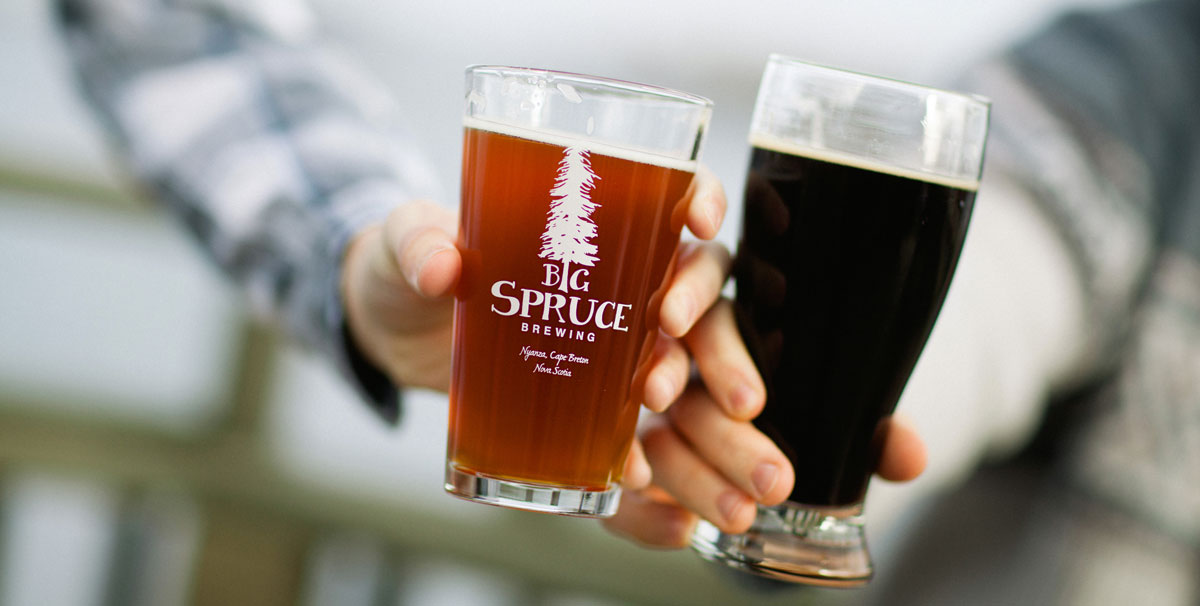 BIG
SPRUCE
BREWING
Nyanza, Cape Breton
Nova Scotia